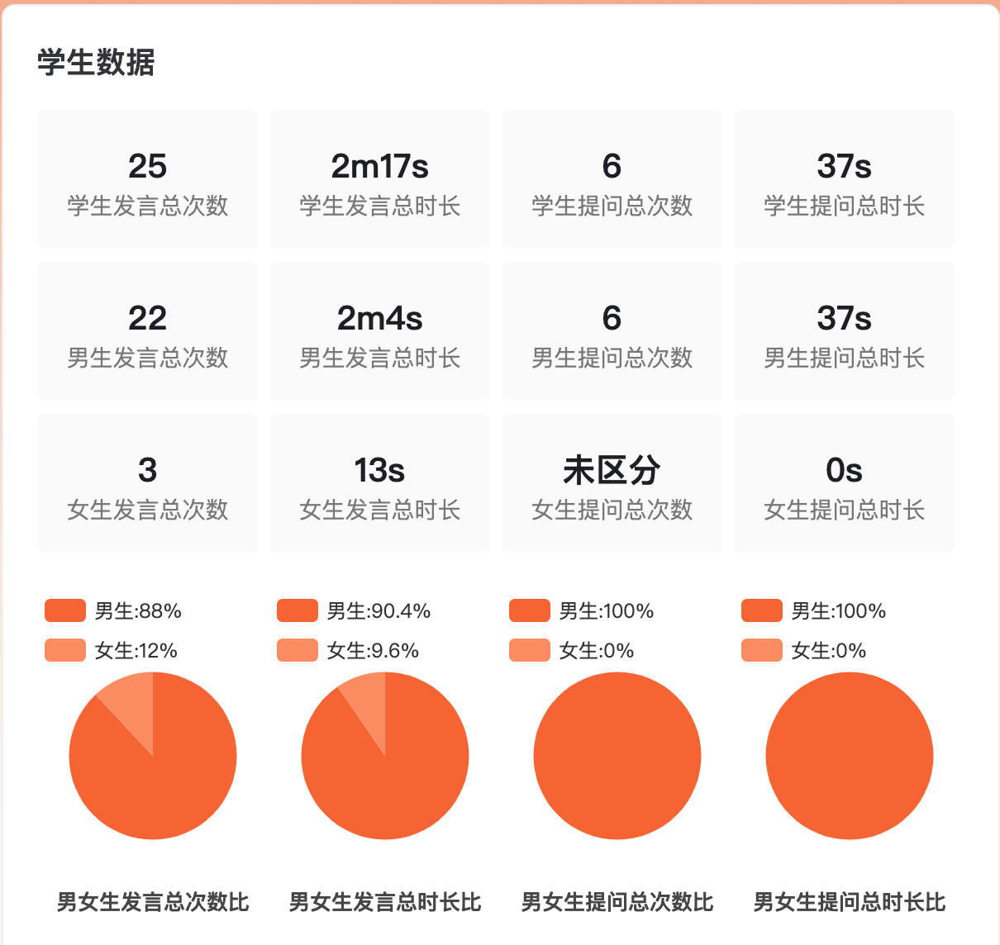 学生数据
25
学生发言总次数
2m17s
学生发言总时长
6
学生提问总次数
37s
学生提问总时长
22
男生发言总次数
2m4s
男生发言总时长
6
男生提问总次数
37s
男生提问总时长
3
女生发言总次数
13s
女生发言总时长
未区分
女生提问总次数
0s
女生提问总时长
男生:88%
女生:12%
男女生发言总次数比
男生:90.4%
女生:9.6%
男女生发言总时长比
男生:100%
女生:0%
男女生提问总次数比
男生:100%
女生:0%
男女生提问总时长比